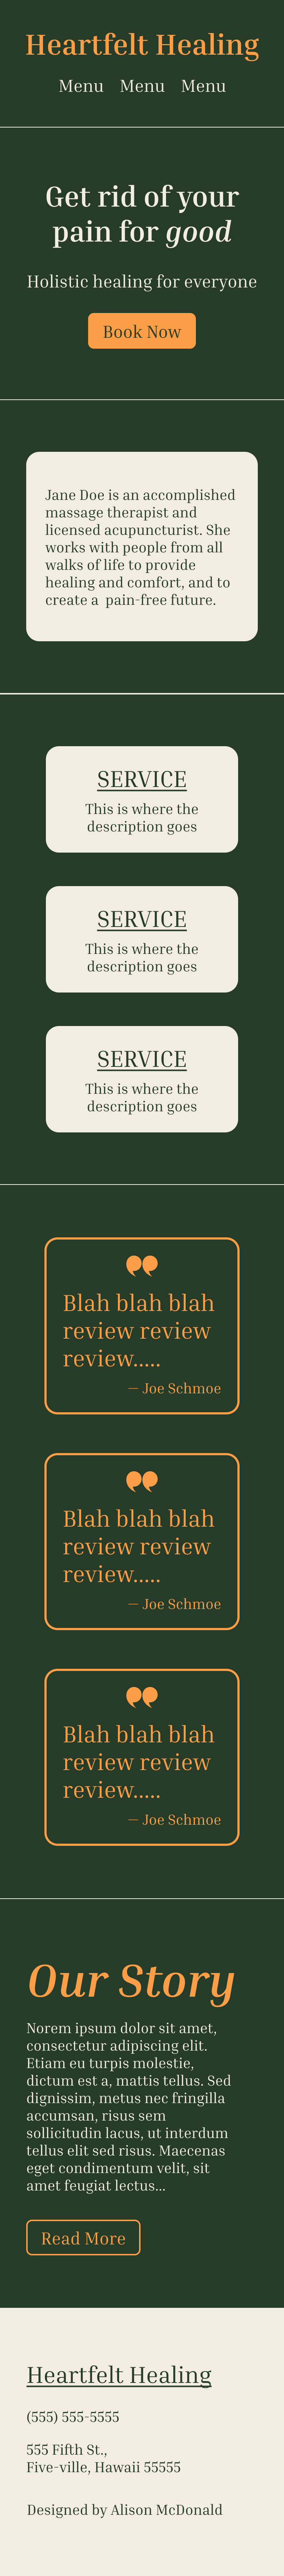 Heartfelt Healing
Menu Menu Menu
Get rid of your
pain for good
Holistic healing for everyone
Book Now
Jane Doe is an accomplished
massage therapist and
licensed acupuncturist. She
works with people from all
walks of life to provide
healing and comfort, and to
create a  pain-free future.
SERVICE
This is where the
description goes
SERVICE
This is where the
description goes
SERVICE
This is where the
description goes
Blah blah blah
review review
review.....
— Joe Schmoe
Blah blah blah
review review
review.....
— Joe Schmoe
Blah blah blah
review review
review.....
— Joe Schmoe
Our Story
Norem ipsum dolor sit amet,
consectetur adipiscing elit.
Etiam eu turpis molestie,
dictum est a, mattis tellus. Sed
dignissim, metus nec fringilla
accumsan, risus sem
sollicitudin lacus, ut interdum
tellus elit sed risus. Maecenas
eget condimentum velit, sit
amet feugiat lectus...
Read More
Heartfelt Healing
(555) 555-5555
555 Fifth St.,
Five-ville, Hawaii 55555
Designed by Alison McDonald